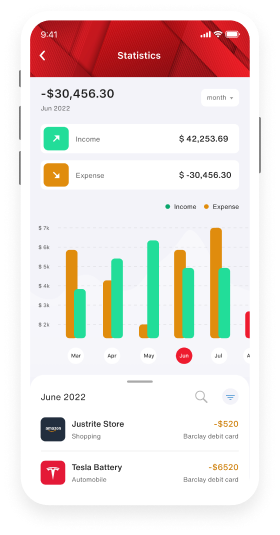 9:41
Statistics
-$30,456.30
Jun 2022
month
Income
$ 42,253.69
Expense
$ -30,456.30
Income
Expense
$ 7k
$ 6k
$ 5k
$ 4k
$ 3k
$ 2k
Mar
Apr
May
Jun
Jul
A
June 2022
amazon
Justrite Store
-$520
Shopping
Barclay debit card
Tesla Battery
-$6520
Automobile
Barclay debit card